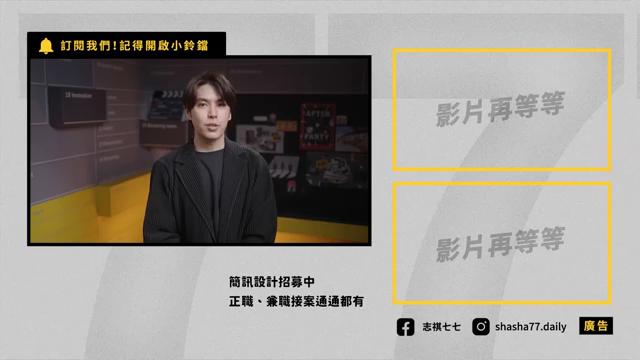 訂閱我們!記得開啟小鈴鐺
AFTER
PARTY
影片再等等
影片再等等
簡訊設計招募中
正職、兼職接案通通都有
志祺七七
shasha77.daily
廣告